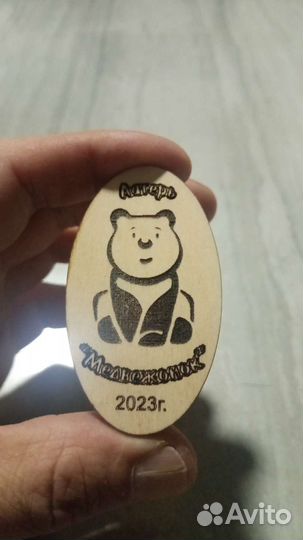 Лагерь
"Медвежонок"
2023г.
Avito